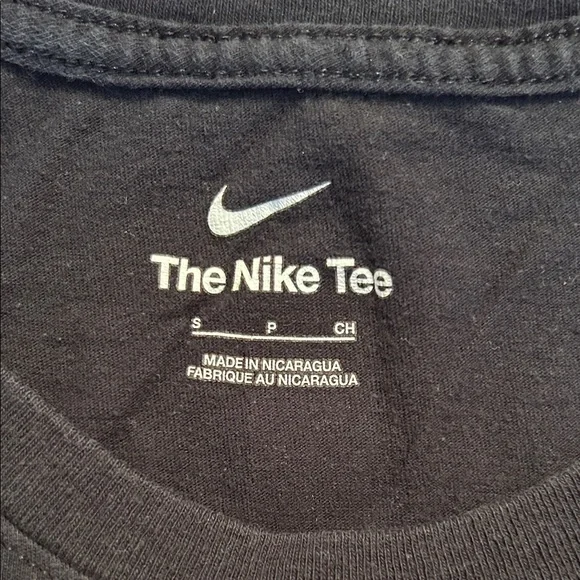 The Nike Tee
S P CH
MADE IN NICARAGUA
FABRIQUE AU NICARAGUA